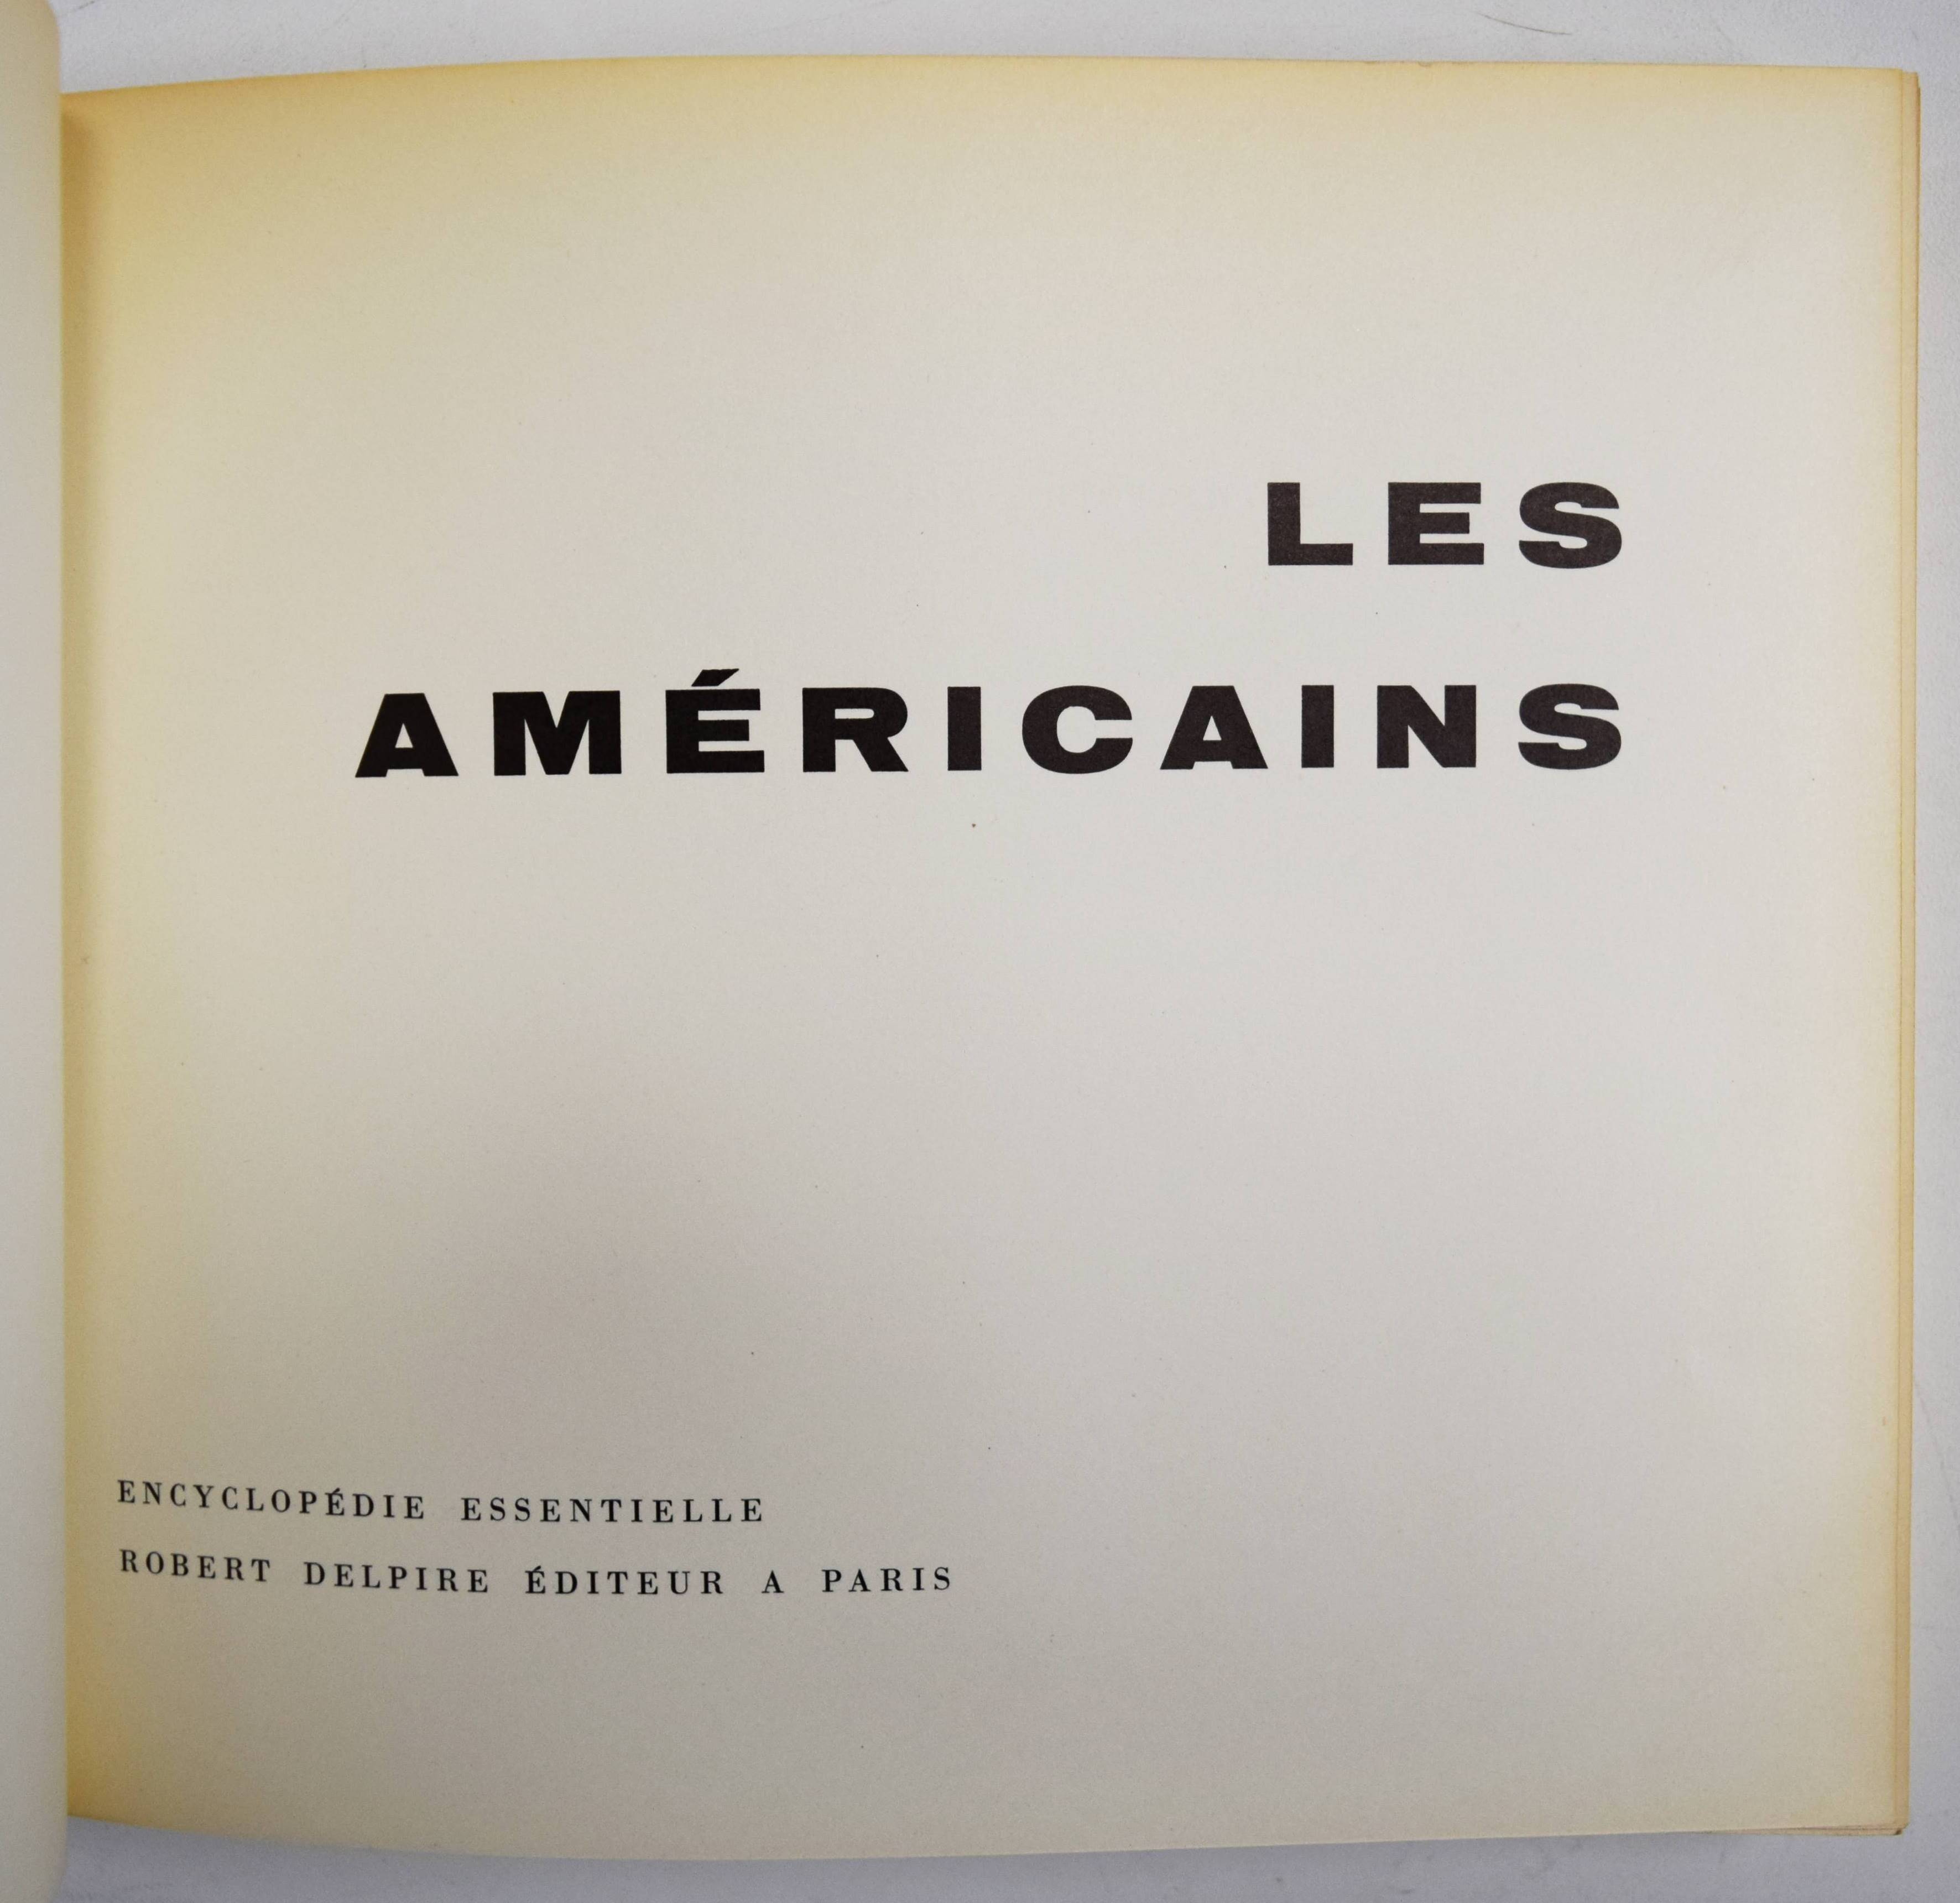 LES
AMÉRICAINS
ENCYCLOPÉDIE ESSENTIELLE
ROBERT DELPIRE ÉDITEUR A PARIS